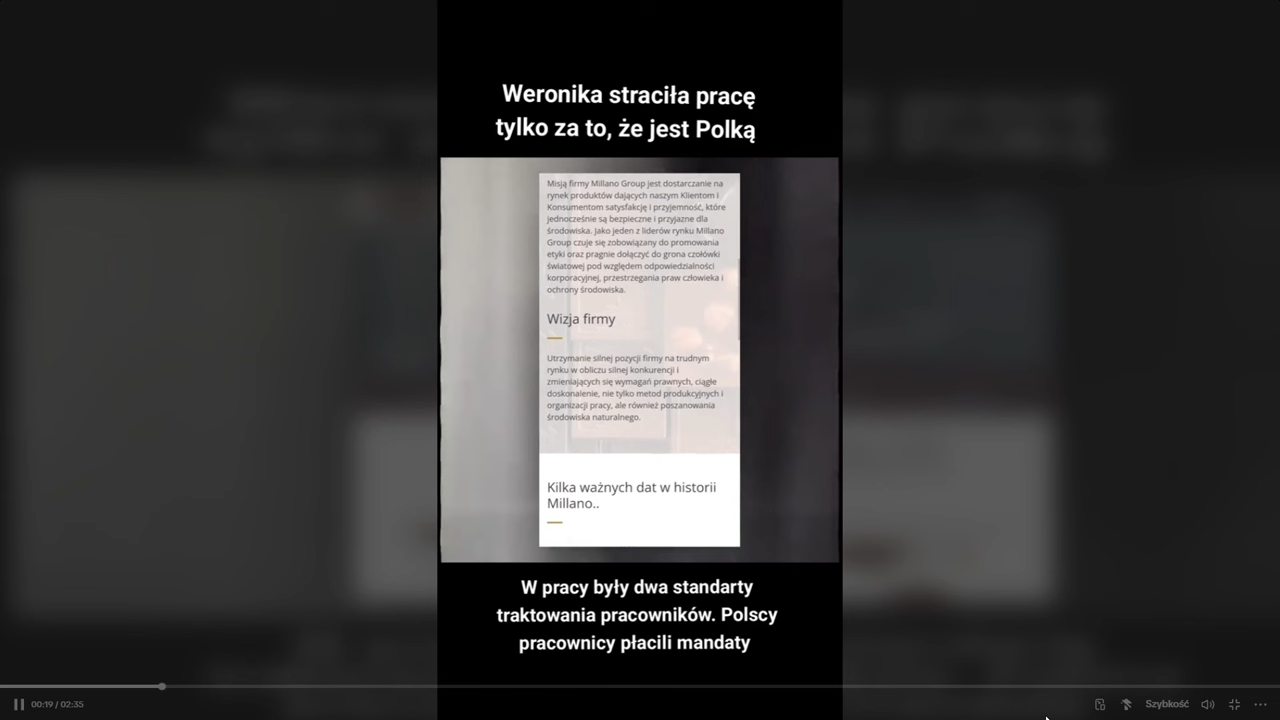 Weronika straciła pracę
tylko za to, że jest Polką
Misją firmy Millano Group jest dostarczanie na
rynek produktów dających naszym Klientom i
Konsumentom satysfakcję i przyjemność, które
jednocześnie są bezpieczne i przyjazne dla
środowiska. Jako jeden z liderów rynku Millano
Group czuje się zobowiązany do promowania
etyki oraz pragnie dołączyć do grona czołówki
światowej pod względem odpowiedzialności
korporacyjnej, przestrzegania praw człowieka i
ochrony środowiska.
Wizja firmy
Utrzymanie silnej pozycji firmy na trudnym
rynku w obliczu silnej konkurencji i
zmieniających się wymagań prawnych, ciągłe
doskonalenie, nie tylko metod produkcyjnych i
organizacji pracy, ale również poszanowania
środowiska naturalnego.
Kilka ważnych dat w historii
Millano..
W pracy były dwa standarty
traktowania pracowników. Polscy
pracownicy płacili mandaty
00:19 / 02:35
Szybkość